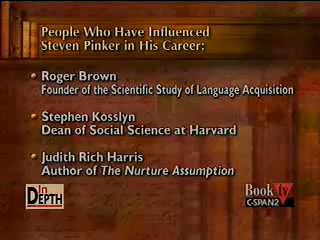 People Who Have Influenced
Steven Pinker in His Career:
Roger Brown
Founder of the Scientific Study of Language Acquisition
Stephen Kosslyn
Dean of Social Science at Harvard
Judith Rich Harris
Author of The Nurture Assumption
In
DEPTH
Book tv
C-SPAN2